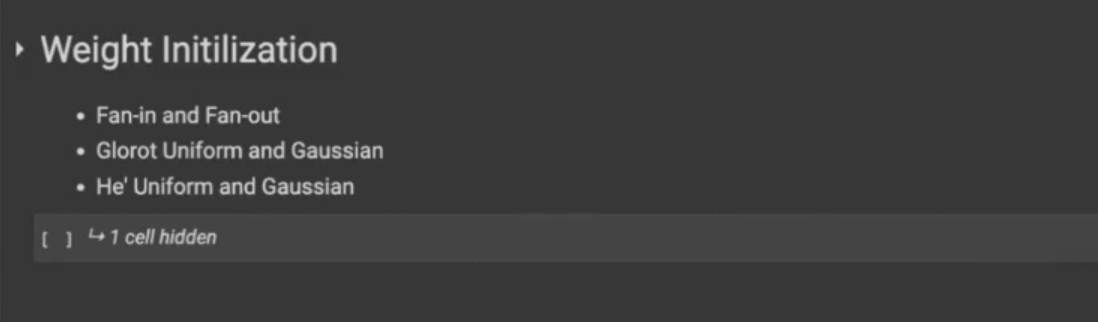 Weight Initilization
• Fan-in and Fan-out
• Glorot Uniform and Gaussian
• He' Uniform and Gaussian
[ ] ↳ 1 cell hidden